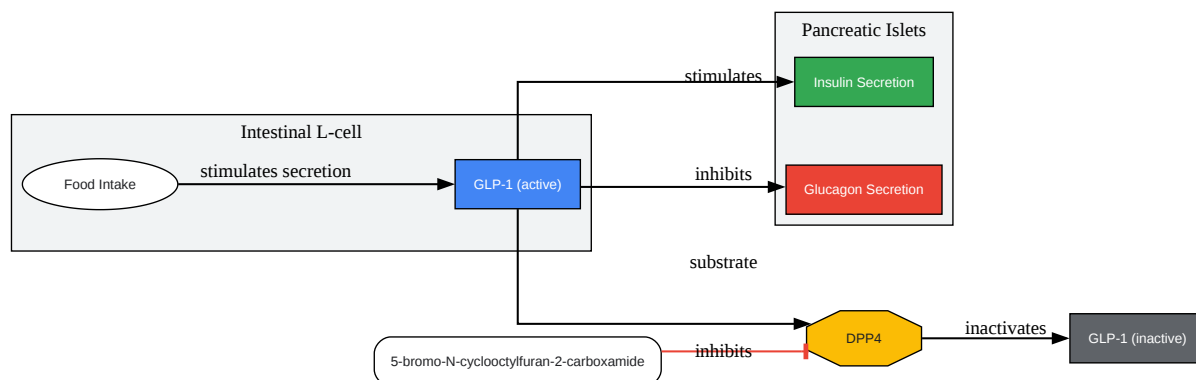 Pancreatic Islets
stimulates
Insulin Secretion
Intestinal L-cell
Food Intake
stimulates secretion
GLP-1 (active)
inhibits
Glucagon Secretion
substrate
5-bromo-N-cyclooctylfuran-2-carboxamide
inhibits
DPP4
inactivates
GLP-1 (inactive)